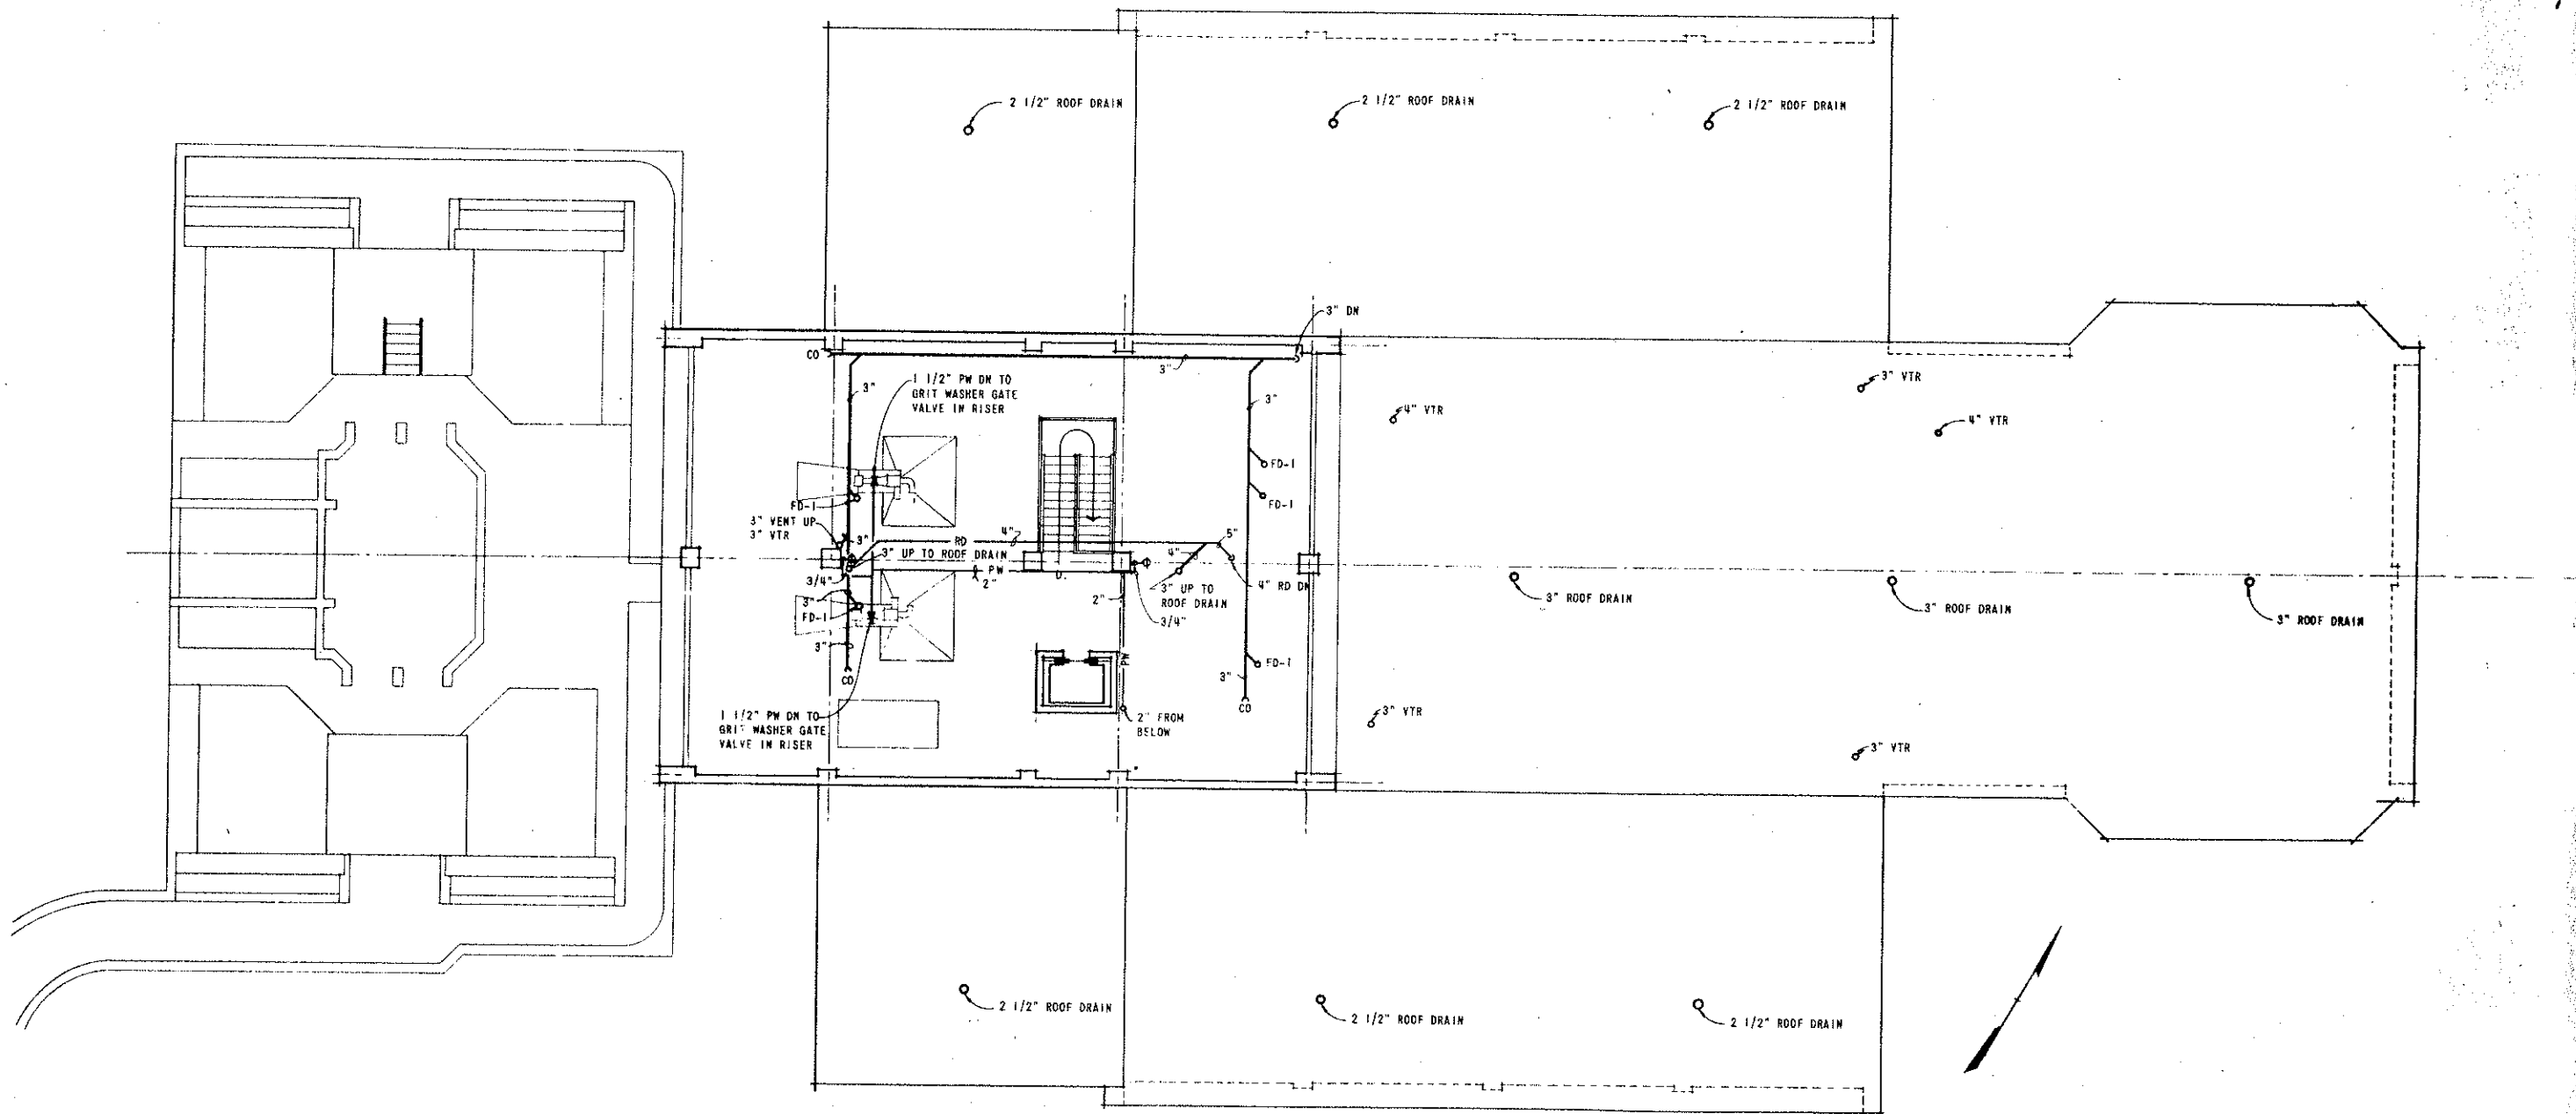 2 1/2" ROOF DRAIN
2 1/2" ROOF DRAIN
2 1/2" ROOF DRAIN
3" DN
CO
3"
3" VTR
1 1/2" PW DN TO
GRIT WASHER GATE
VALVE IN RISER
3"
3"
4" VTR
4" VTR
FD-1
FD-1
FD-1
3" VENT UP
3" VTR
3"
RD
4"
5"
3" UP TO ROOF DRAIN
4"
PW
3/4"
2"
D.
4" RD DN
3" UP TO
ROOF DRAIN
2"
3/4"
3"
FD-1
3" ROOF DRAIN
3" ROOF DRAIN
3" ROOF DRAIN
3"
CO
PW
FD-1
3"
CO
1 1/2" PW DN TO
GRIT WASHER GATE
VALVE IN RISER
2" FROM
BELOW
3" VTR
3" VTR
2 1/2" ROOF DRAIN
2 1/2" ROOF DRAIN
2 1/2" ROOF DRAIN